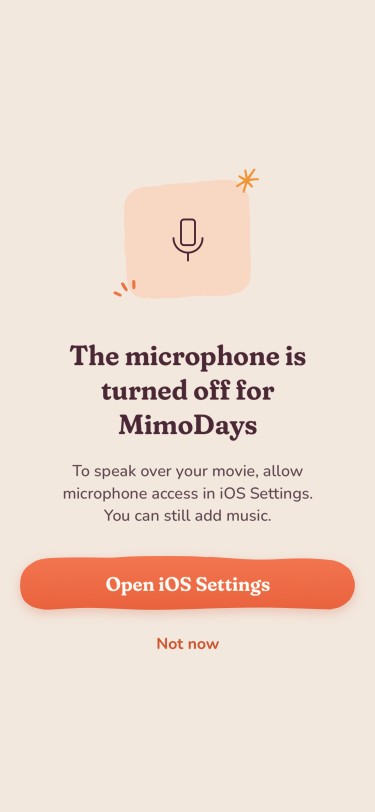 The microphone is
turned off for
MimoDays
To speak over your movie, allow
microphone access in iOS Settings.
You can still add music.
Open iOS Settings
Not now